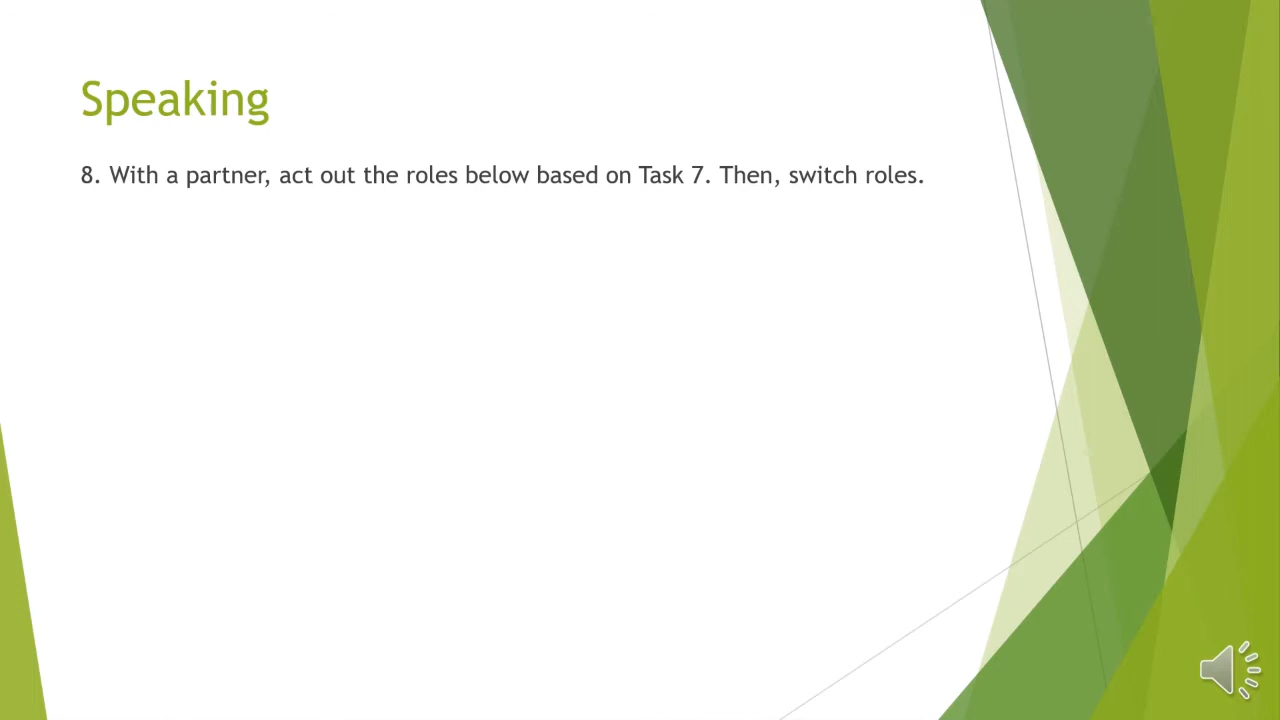 Speaking
8. With a partner, act out the roles below based on Task 7. Then, switch roles.